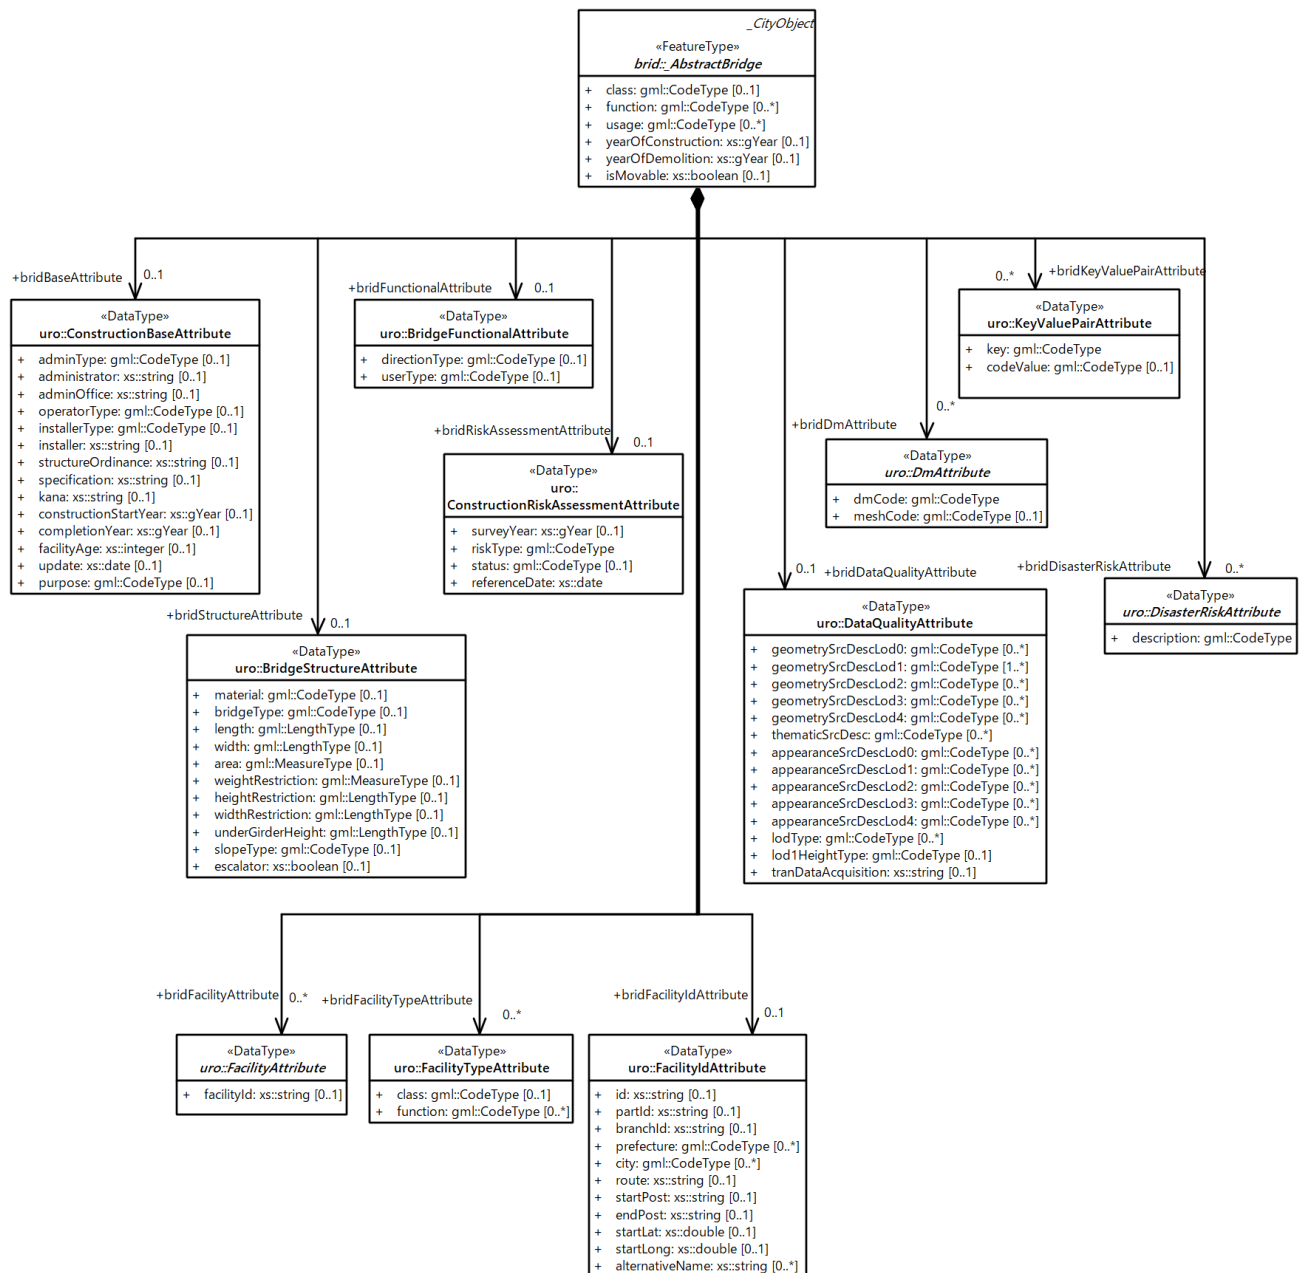 _CityObject
«FeatureType»
brid::_AbstractBridge
+ class: gml::CodeType [0..1]
+ function: gml::CodeType [0..*]
+ usage: gml::CodeType [0..*]
+ yearOfConstruction: xs::gYear [0..1]
+ yearOfDemolition: xs::gYear [0..1]
+ isMovable: xs::boolean [0..1]
+bridBaseAttribute 0..1
«DataType»
uro::ConstructionBaseAttribute
+ adminType: gml::CodeType [0..1]
+ administrator: xs::string [0..1]
+ adminOffice: xs::string [0..1]
+ operatorType: gml::CodeType [0..1]
+ installerType: gml::CodeType [0..1]
+ installer: xs::string [0..1]
+ structureOrdinance: xs::string [0..1]
+ specification: xs::string [0..1]
+ kana: xs::string [0..1]
+ constructionStartYear: xs::gYear [0..1]
+ completionYear: xs::gYear [0..1]
+ facilityAge: xs::integer [0..1]
+ update: xs::date [0..1]
+ purpose: gml::CodeType [0..1]
+bridStructureAttribute 0..1
«DataType»
uro::BridgeStructureAttribute
+ material: gml::CodeType [0..1]
+ bridgeType: gml::CodeType [0..1]
+ length: gml::LengthType [0..1]
+ width: gml::LengthType [0..1]
+ area: gml::MeasureType [0..1]
+ weightRestriction: gml::MeasureType [0..1]
+ heightRestriction: gml::LengthType [0..1]
+ widthRestriction: gml::LengthType [0..1]
+ underGirderHeight: gml::LengthType [0..1]
+ slopeType: gml::CodeType [0..1]
+ escalator: xs::boolean [0..1]
+bridFunctionalAttribute 0..1
«DataType»
uro::BridgeFunctionalAttribute
+ directionType: gml::CodeType [0..1]
+ userType: gml::CodeType [0..1]
+bridRiskAssessmentAttribute 0..1
«DataType»
uro::
ConstructionRiskAssessmentAttribute
+ surveyYear: xs::gYear [0..1]
+ riskType: gml::CodeType
+ status: gml::CodeType [0..1]
+ referenceDate: xs::date
0..1 +bridDataQualityAttribute
«DataType»
uro::DataQualityAttribute
+ geometrySrcDescLod0: gml::CodeType [0..*]
+ geometrySrcDescLod1: gml::CodeType [1..*]
+ geometrySrcDescLod2: gml::CodeType [0..*]
+ geometrySrcDescLod3: gml::CodeType [0..*]
+ geometrySrcDescLod4: gml::CodeType [0..*]
+ thematicSrcDesc: gml::CodeType [0..*]
+ appearanceSrcDescLod0: gml::CodeType [0..*]
+ appearanceSrcDescLod1: gml::CodeType [0..*]
+ appearanceSrcDescLod2: gml::CodeType [0..*]
+ appearanceSrcDescLod3: gml::CodeType [0..*]
+ appearanceSrcDescLod4: gml::CodeType [0..*]
+ lodType: gml::CodeType [0..*]
+ lod1HeightType: gml::CodeType [0..1]
+ tranDataAcquisition: xs::string [0..1]
+bridDmAttribute 0..*
«DataType»
uro::DmAttribute
+ dmCode: gml::CodeType
+ meshCode: gml::CodeType [0..1]
0..* +bridKeyValuePairAttribute
«DataType»
uro::KeyValuePairAttribute
+ key: gml::CodeType
+ codeValue: gml::CodeType [0..1]
+bridDisasterRiskAttribute 0..*
«DataType»
uro::DisasterRiskAttribute
+ description: gml::CodeType
+bridFacilityAttribute 0..*
«DataType»
uro::FacilityAttribute
+ facilityId: xs::string [0..1]
+bridFacilityTypeAttribute 0..*
«DataType»
uro::FacilityTypeAttribute
+ class: gml::CodeType [0..1]
+ function: gml::CodeType [0..*]
+bridFacilityIdAttribute 0..1
«DataType»
uro::FacilityIdAttribute
+ id: xs::string [0..1]
+ partId: xs::string [0..1]
+ branchId: xs::string [0..1]
+ prefecture: gml::CodeType [0..*]
+ city: gml::CodeType [0..*]
+ route: xs::string [0..1]
+ startPost: xs::string [0..1]
+ endPost: xs::string [0..1]
+ startLat: xs::double [0..1]
+ startLong: xs::double [0..1]
+ alternativeName: xs::string [0..*]